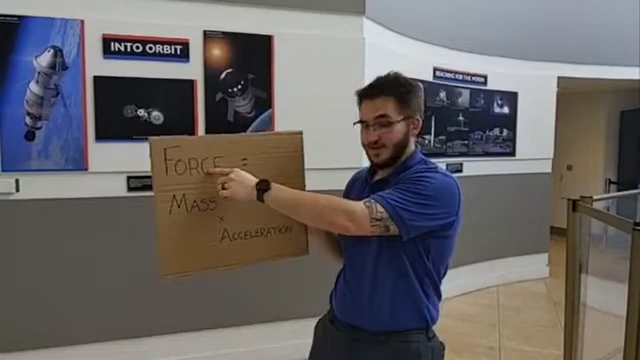 INTO ORBIT
REACHING FOR THE MOON
FORCE =
MASS
x
ACCELERATION